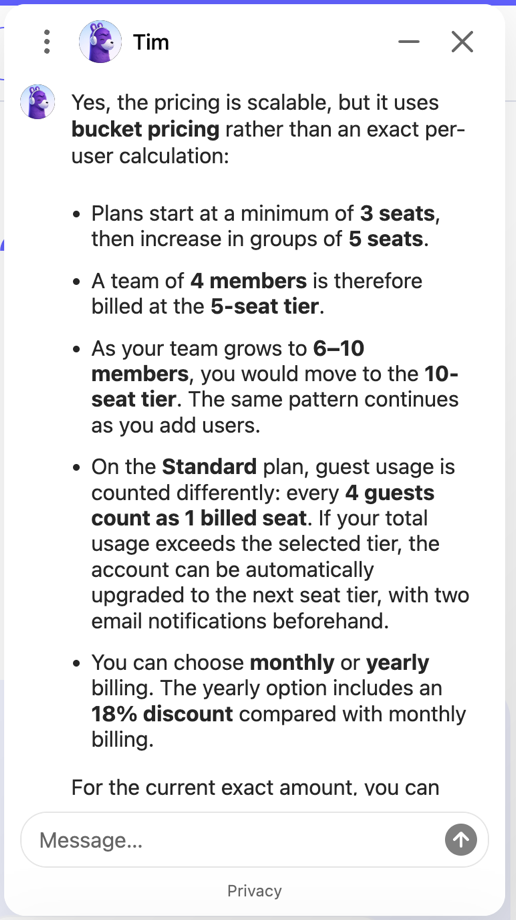 Tim
Yes, the pricing is scalable, but it uses
bucket pricing rather than an exact per-
user calculation:
• Plans start at a minimum of 3 seats,
then increase in groups of 5 seats.
• A team of 4 members is therefore
billed at the 5-seat tier.
• As your team grows to 6–10
members, you would move to the 10-
seat tier. The same pattern continues
as you add users.
• On the Standard plan, guest usage is
counted differently: every 4 guests
count as 1 billed seat. If your total
usage exceeds the selected tier, the
account can be automatically
upgraded to the next seat tier, with two
email notifications beforehand.
• You can choose monthly or yearly
billing. The yearly option includes an
18% discount compared with monthly
billing.
For the current exact amount, you can
Message...
Privacy